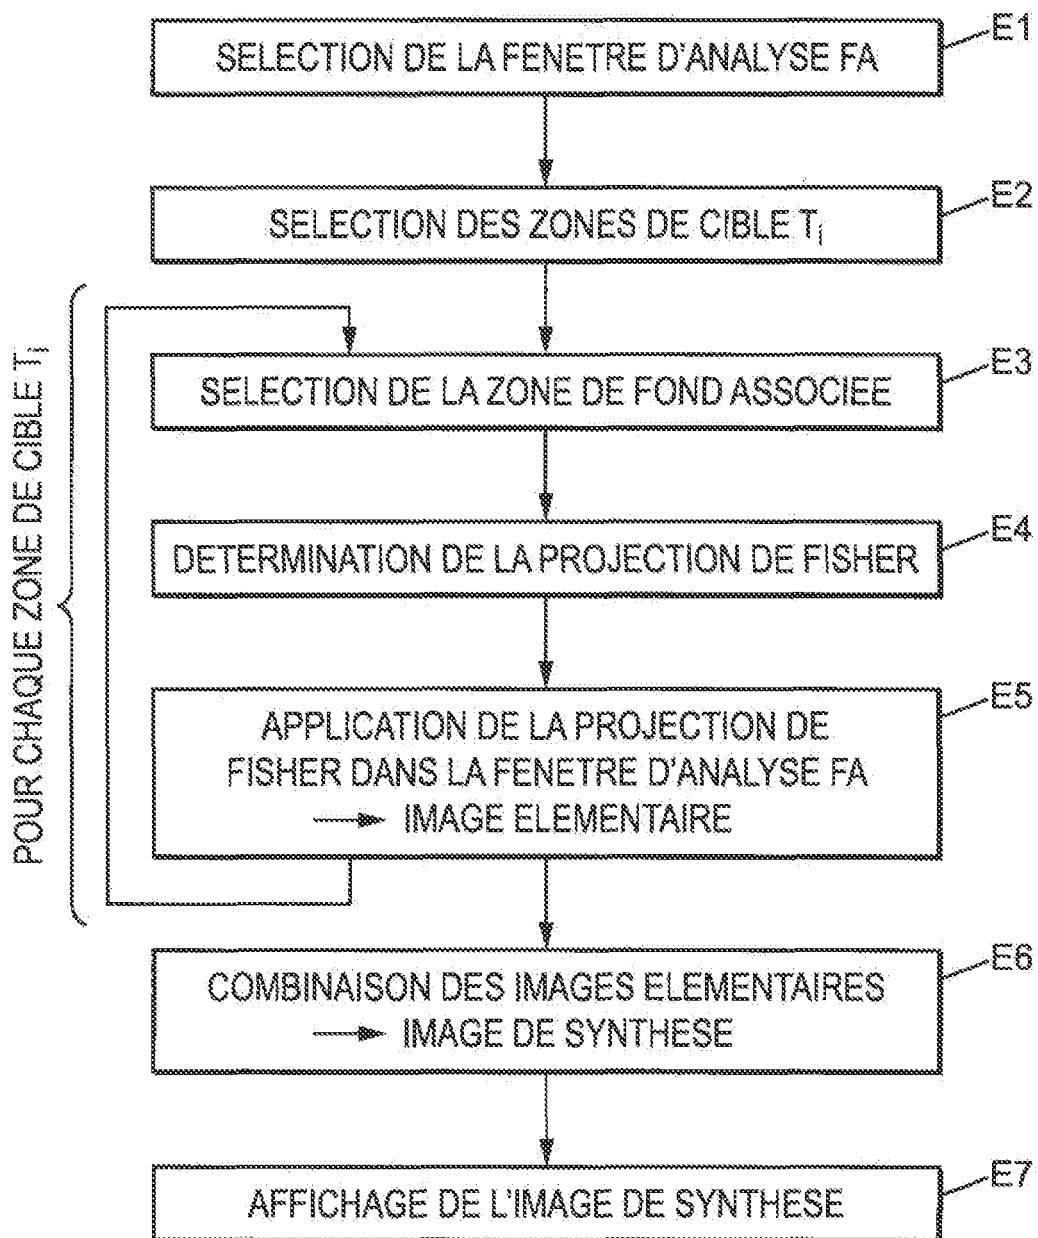 SELECTION DE LA FENETRE D'ANALYSE FA
E1
SELECTION DES ZONES DE CIBLE Ti
E2
POUR CHAQUE ZONE DE CIBLE Ti
SELECTION DE LA ZONE DE FOND ASSOCIEE
E3
DETERMINATION DE LA PROJECTION DE FISHER
E4
APPLICATION DE LA PROJECTION DE
FISHER DANS LA FENETRE D'ANALYSE FA
→ IMAGE ELEMENTAIRE
E5
COMBINAISON DES IMAGES ELEMENTAIRES
→ IMAGE DE SYNTHESE
E6
AFFICHAGE DE L'IMAGE DE SYNTHESE
E7